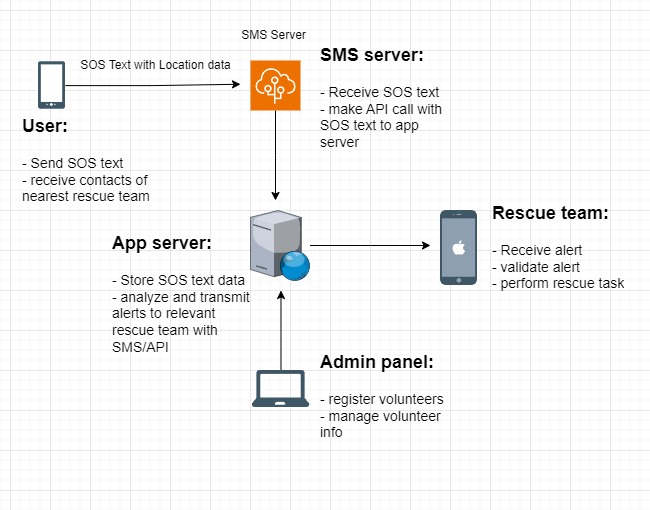 SMS Server
SOS Text with Location data
SMS server:
- Receive SOS text
- make API call with
SOS text to app
server
User:
- Send SOS text
- receive contacts of
nearest rescue team
App server:
- Store SOS text data
- analyze and transmit
alerts to relevant
rescue team with
SMS/API
Rescue team:
- Receive alert
- validate alert
- perform rescue task
Admin panel:
- register volunteers
- manage volunteer
info